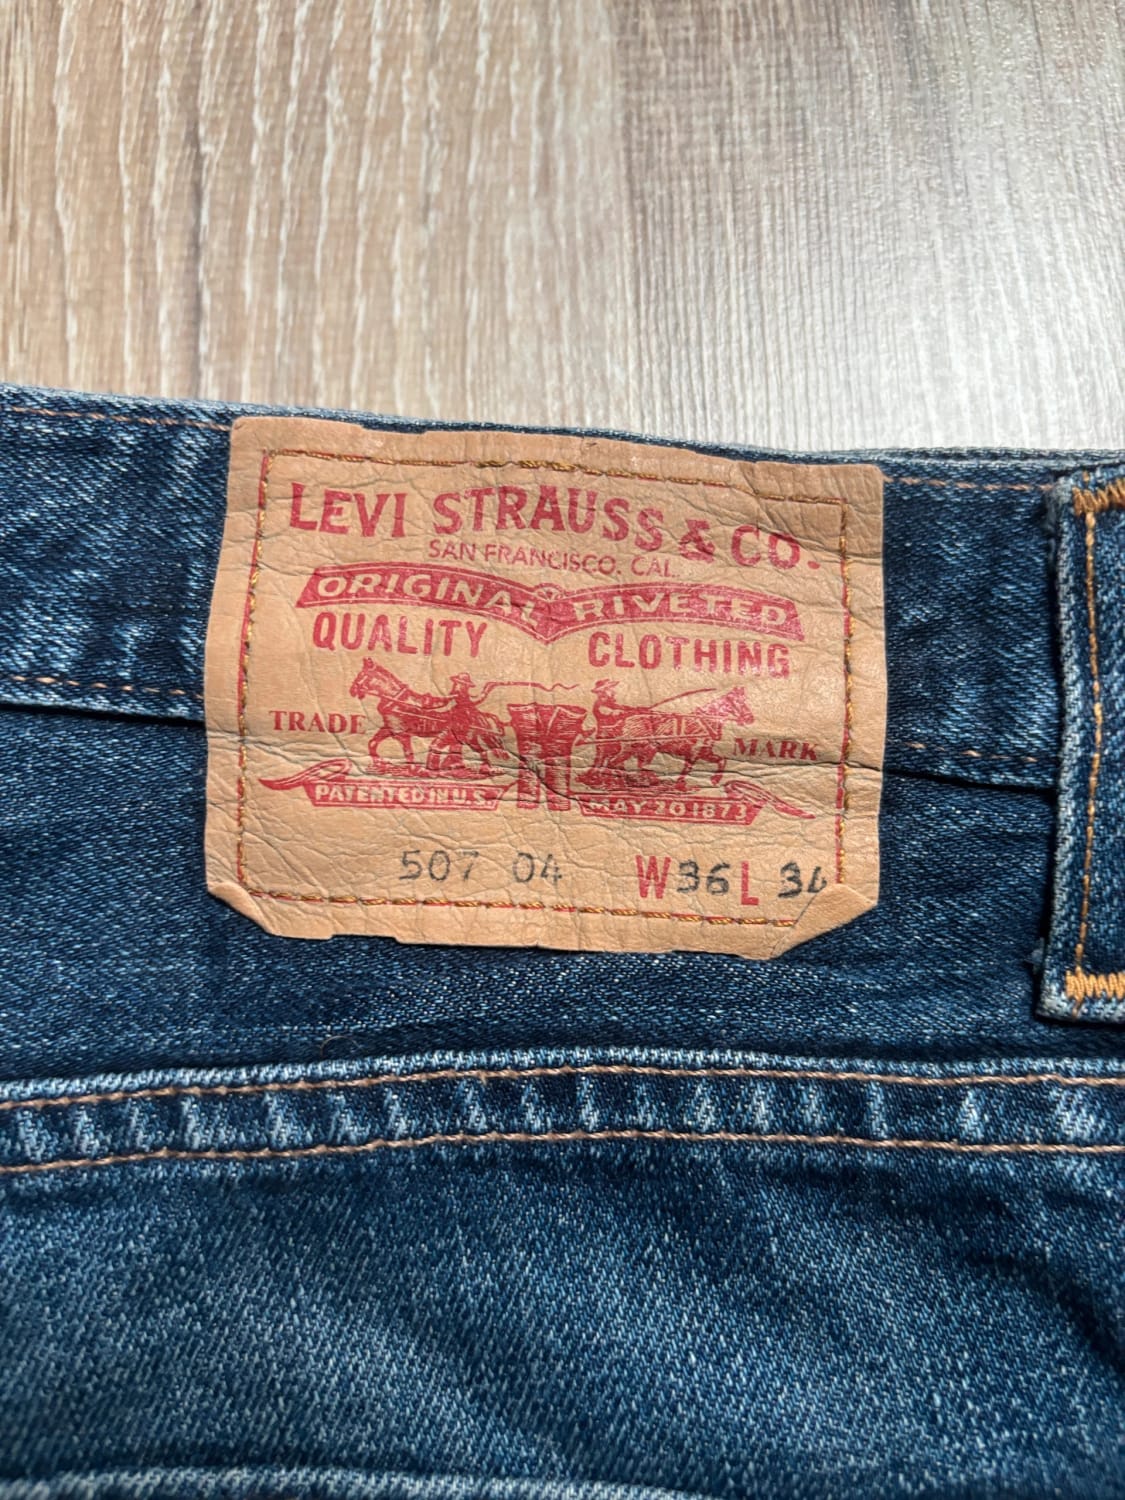 LEVI STRAUSS & CO.
SAN FRANCISCO, CAL.
ORIGINAL RIVETED
QUALITY CLOTHING
TRADE MARK
PATENTED IN U.S. MAY 20 1873
507 04 W36 L 34